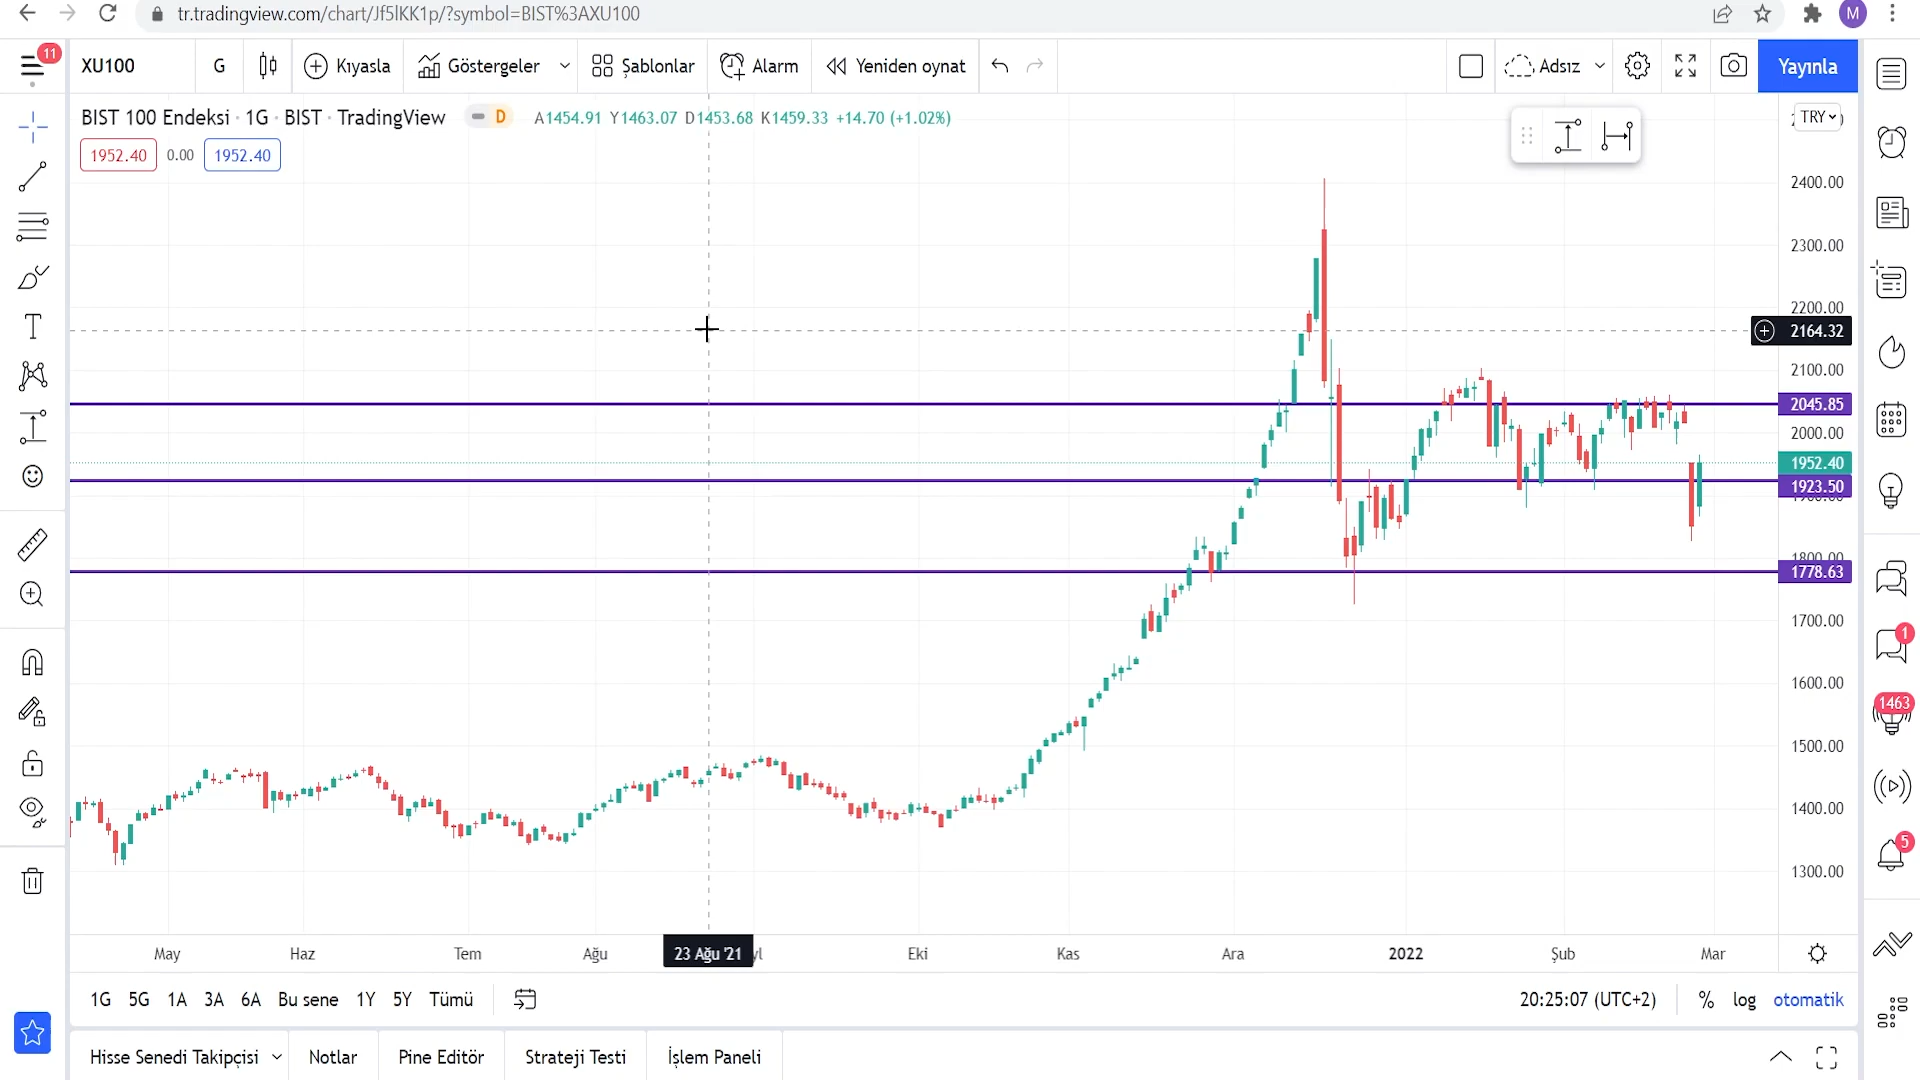 tr.tradingview.com/chart/Jf5lKK1p/?symbol=BIST%3AXU100
M
11
XU100
G
Kıyasla
Göstergeler
Şablonlar
Alarm
Yeniden oynat
Adsız
Yayınla
BIST 100 Endeksi · 1G · BIST · TradingView
D
A1454.91 Y1463.07 D1453.68 K1459.33 +14.70 (+1.02%)
TRY
1952.40
0.00
1952.40
2400.00
2300.00
2200.00
2164.32
2100.00
2045.85
2000.00
1952.40
1923.50
1800.00
1778.63
1700.00
1600.00
1500.00
1400.00
1300.00
1
1463
5
May
Haz
Tem
Ağu
23 Ağu '21
Eki
Kas
Ara
2022
Şub
Mar
1G 5G 1A 3A 6A Bu sene 1Y 5Y Tümü
20:25:07 (UTC+2)
% log otomatik
Hisse Senedi Takipçisi
Notlar
Pine Editör
Strateji Testi
İşlem Paneli